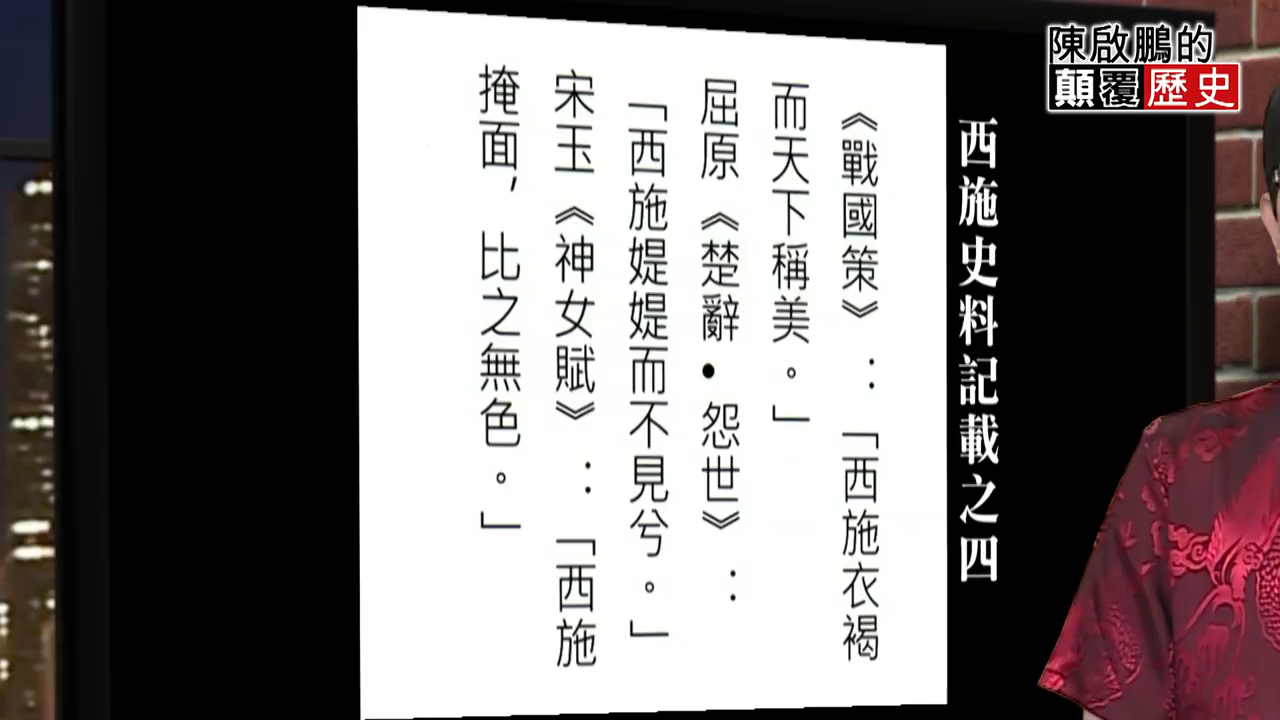 陳啟鵬的
顛覆歷史
西施史料記載之四
《戰國策》：「西施衣褐
而天下稱美。」
屈原《楚辭•怨世》：
「西施媞媞而不見兮。」
宋玉《神女賦》：「西施
掩面，比之無色。」